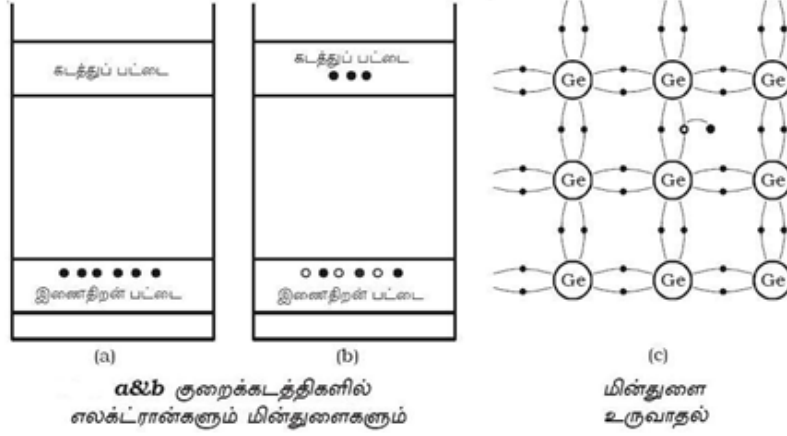 கடத்துப் பட்டை
இணைதிறன் பட்டை
(a)
கடத்துப் பட்டை
இணைதிறன் பட்டை
(b)
Ge Ge Ge
Ge Ge Ge
Ge Ge Ge
(c)
a&b குறைக்கடத்திகளில்
எலக்ட்ரான்களும் மின்துளைகளும்
மின்துளை
உருவாதல்